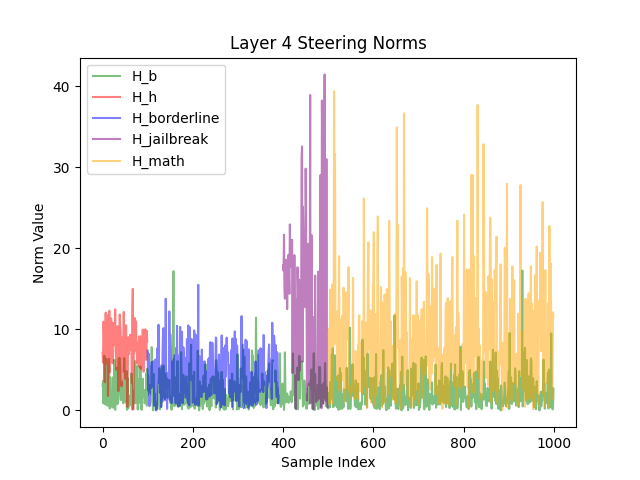 Layer 4 Steering Norms
H_b
H_h
H_borderline
H_jailbreak
H_math
40
30
20
10
0
Norm Value
0 200 400 600 800 1000
Sample Index